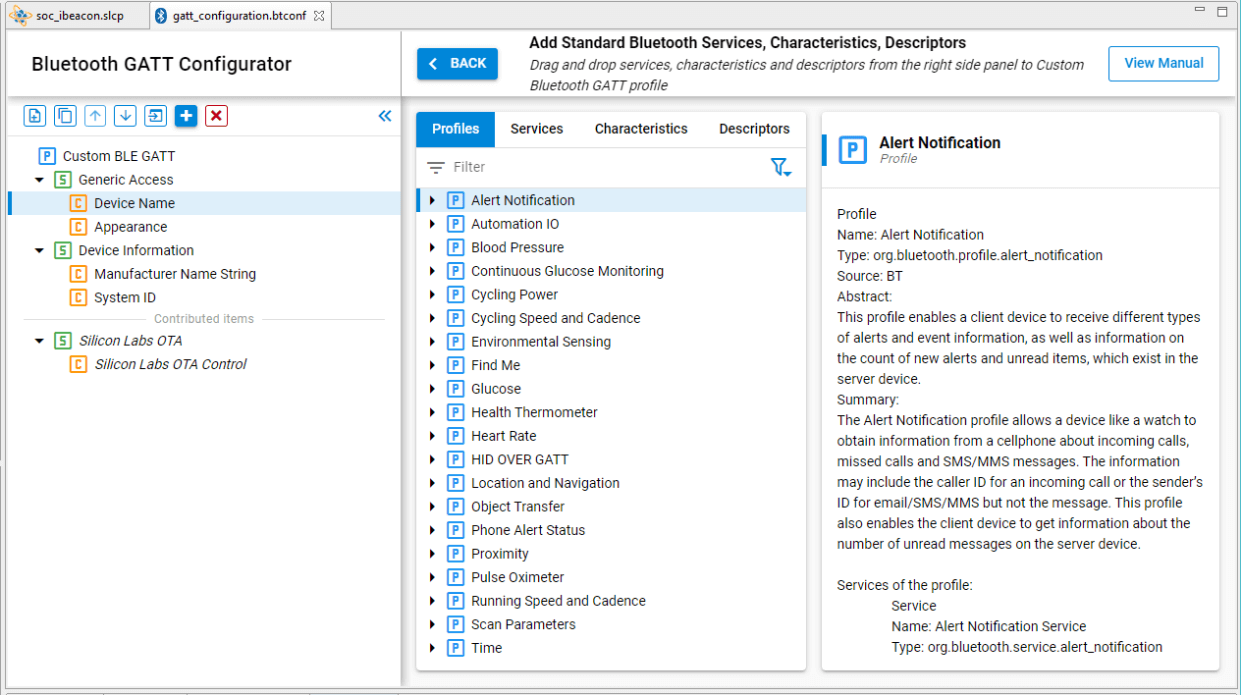 soc_ibeacon.slcp
gatt_configuration.btconf
Bluetooth GATT Configurator
BACK
Add Standard Bluetooth Services, Characteristics, Descriptors
Drag and drop services, characteristics and descriptors from the right side panel to Custom
Bluetooth GATT profile
View Manual
P Custom BLE GATT
S Generic Access
C Device Name
C Appearance
S Device Information
C Manufacturer Name String
C System ID
Contributed items
S Silicon Labs OTA
C Silicon Labs OTA Control
Profiles Services Characteristics Descriptors
Filter
P Alert Notification
P Automation IO
P Blood Pressure
P Continuous Glucose Monitoring
P Cycling Power
P Cycling Speed and Cadence
P Environmental Sensing
P Find Me
P Glucose
P Health Thermometer
P Heart Rate
P HID OVER GATT
P Location and Navigation
P Object Transfer
P Phone Alert Status
P Proximity
P Pulse Oximeter
P Running Speed and Cadence
P Scan Parameters
P Time
P Alert Notification
Profile
Profile
Name: Alert Notification
Type: org.bluetooth.profile.alert_notification
Source: BT
Abstract:
This profile enables a client device to receive different types
of alerts and event information, as well as information on
the count of new alerts and unread items, which exist in the
server device.
Summary:
The Alert Notification profile allows a device like a watch to
obtain information from a cellphone about incoming calls,
missed calls and SMS/MMS messages. The information
may include the caller ID for an incoming call or the sender's
ID for email/SMS/MMS but not the message. This profile
also enables the client device to get information about the
number of unread messages on the server device.
Services of the profile:
Service
Name: Alert Notification Service
Type: org.bluetooth.service.alert_notification